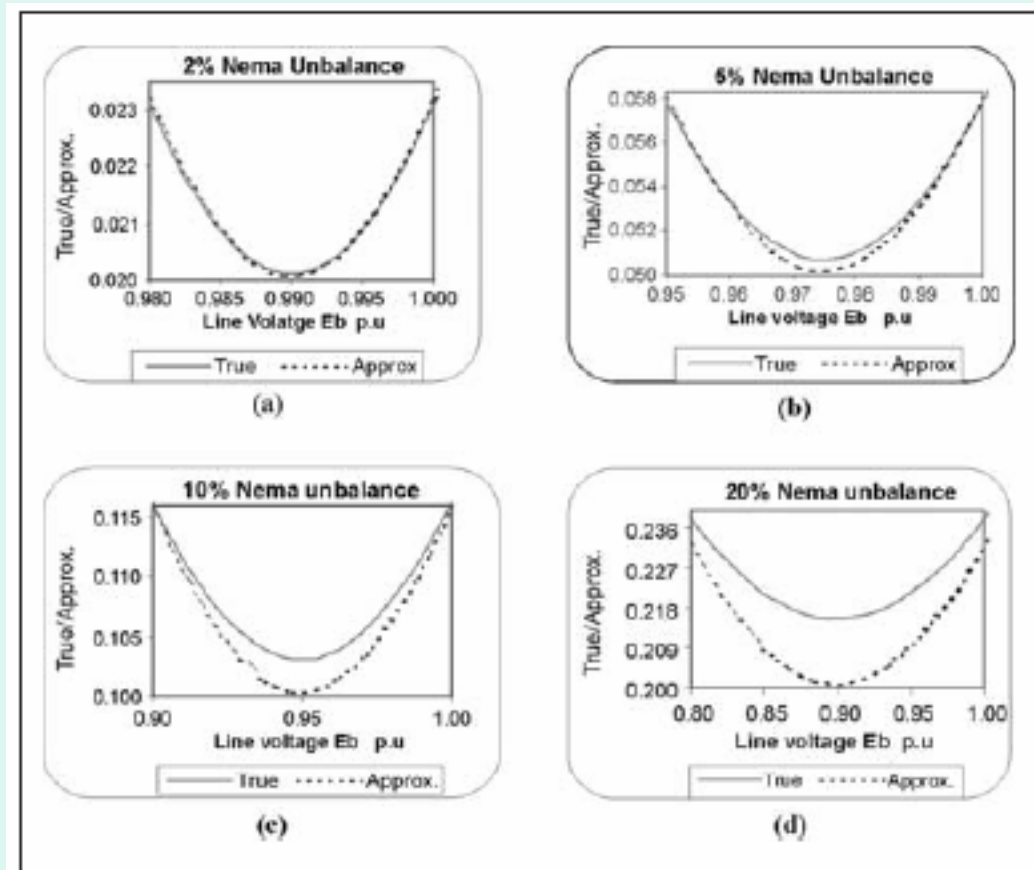 2% Nema Unbalance
True/Approx.
0.023
0.022
0.021
0.020
0.980 0.985 0.990 0.995 1.000
Line Volatge Eb p.u
True Approx
(a)
5% Nema Unbalance
True/Approx.
0.058
0.056
0.054
0.052
0.050
0.95 0.96 0.97 0.98 0.99 1.00
Line voltage Eb p.u
True Approx
(b)
10% Nema unbalance
True/Approx.
0.115
0.110
0.105
0.100
0.90 0.95 1.00
Line voltage Eb p.u
True Approx.
(c)
20% Nema unbalance
True/Approx.
0.236
0.227
0.218
0.209
0.200
0.80 0.85 0.90 0.95 1.00
Line voltage Eb p.u
True Approx.
(d)